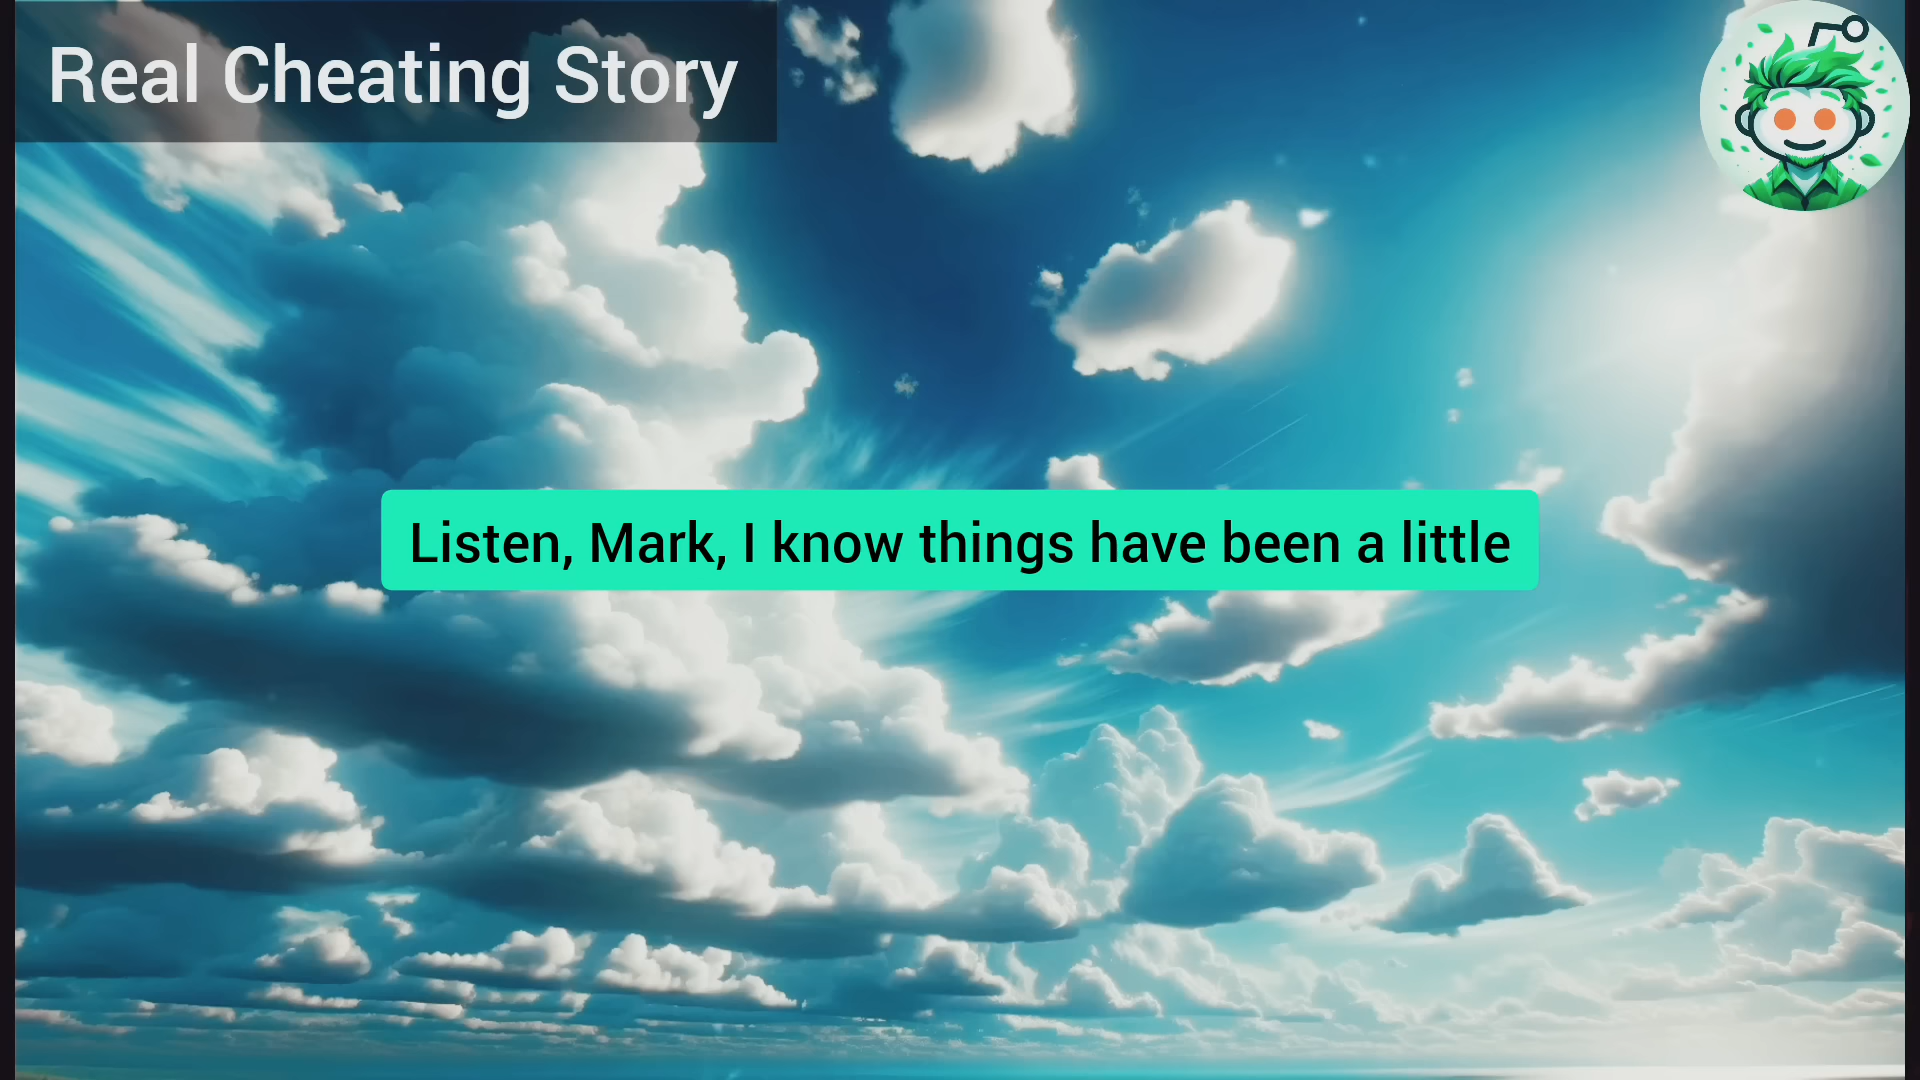 Real Cheating Story
Listen, Mark, I know things have been a little